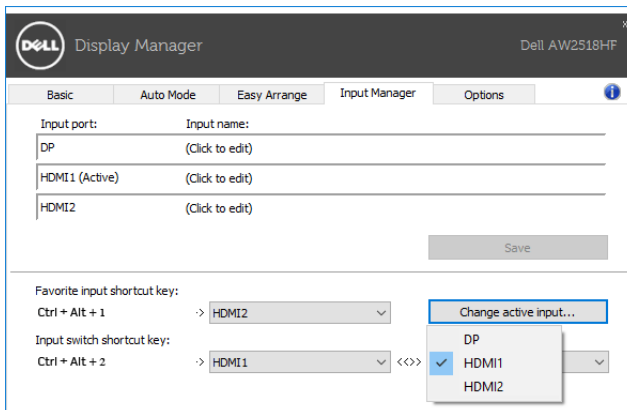 DELL Display Manager Dell AW2518HF
x
Basic Auto Mode Easy Arrange Input Manager Options i
Input port: Input name:
DP (Click to edit)
HDMI1 (Active) (Click to edit)
HDMI2 (Click to edit)
Save
Favorite input shortcut key:
Ctrl + Alt + 1 -> HDMI2 Change active input...
Input switch shortcut key:
DP
Ctrl + Alt + 2 -> HDMI1 <<>> HDMI1
HDMI2